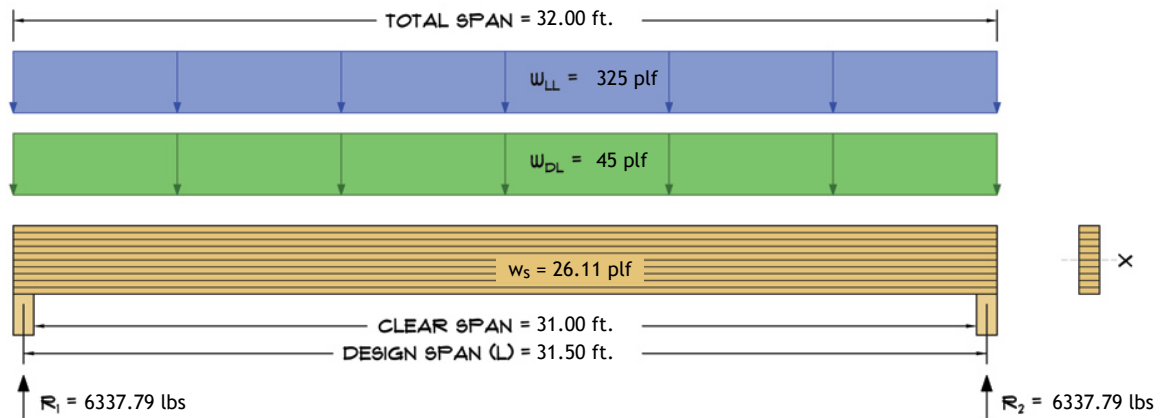 TOTAL SPAN = 32.00 ft.
WLL = 325 plf
WDL = 45 plf
ws = 26.11 plf
X
CLEAR SPAN = 31.00 ft.
DESIGN SPAN (L) = 31.50 ft.
R1 = 6337.79 lbs
R2 = 6337.79 lbs